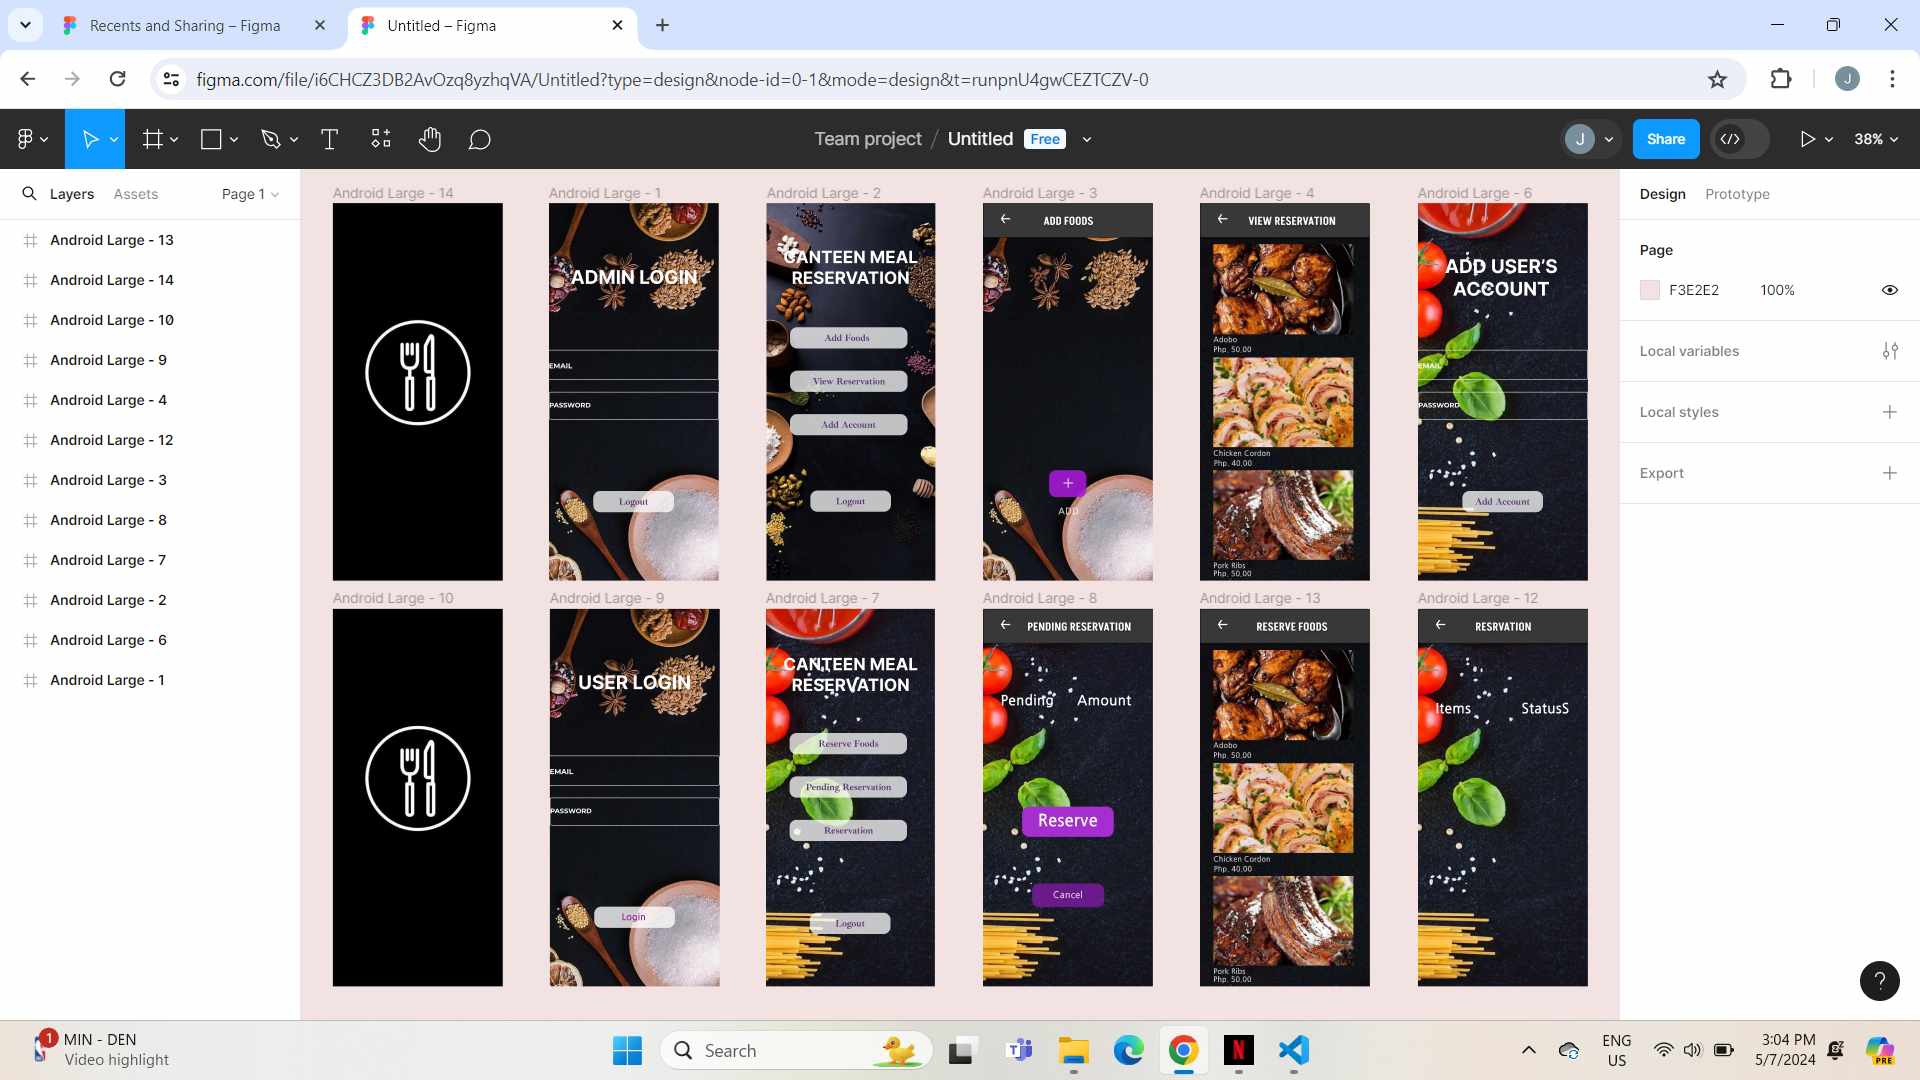 Recents and Sharing – Figma
Untitled – Figma
figma.com/file/i6CHCZ3DB2AvOzq8yzhqVA/Untitled?type=design&node-id=0-1&mode=design&t=runpnU4gwCEZTCZV-0
J
Team project / Untitled Free
J
Share
38%
Layers
Assets
Page 1
Android Large - 13
Android Large - 14
Android Large - 10
Android Large - 9
Android Large - 4
Android Large - 12
Android Large - 3
Android Large - 8
Android Large - 7
Android Large - 2
Android Large - 6
Android Large - 1
Android Large - 14
Android Large - 1
ADMIN LOGIN
EMAIL
PASSWORD
Logout
Android Large - 2
CANTEEN MEAL
RESERVATION
Add Foods
View Reservation
Add Account
Logout
Android Large - 3
ADD FOODS
ADD
Android Large - 4
VIEW RESERVATION
Adobo
Php. 50.00
Chicken Cordon
Php. 40.00
Pork Ribs
Php. 50.00
Android Large - 6
ADD USER'S
ACCOUNT
EMAIL
PASSWORD
Add Account
Android Large - 10
Android Large - 9
USER LOGIN
EMAIL
PASSWORD
Login
Android Large - 7
CANTEEN MEAL
RESERVATION
Reserve Foods
Pending Reservation
Reservation
Logout
Android Large - 8
PENDING RESERVATION
Pending Amount
Reserve
Cancel
Android Large - 13
RESERVE FOODS
Adobo
Php. 50.00
Chicken Cordon
Php. 40.00
Pork Ribs
Php. 50.00
Android Large - 12
RESRVATION
Items StatusS
Design
Prototype
Page
F3E2E2 100%
Local variables
Local styles
Export
?
1
MIN - DEN
Video highlight
Search
ENG
US
3:04 PM
5/7/2024
PRE